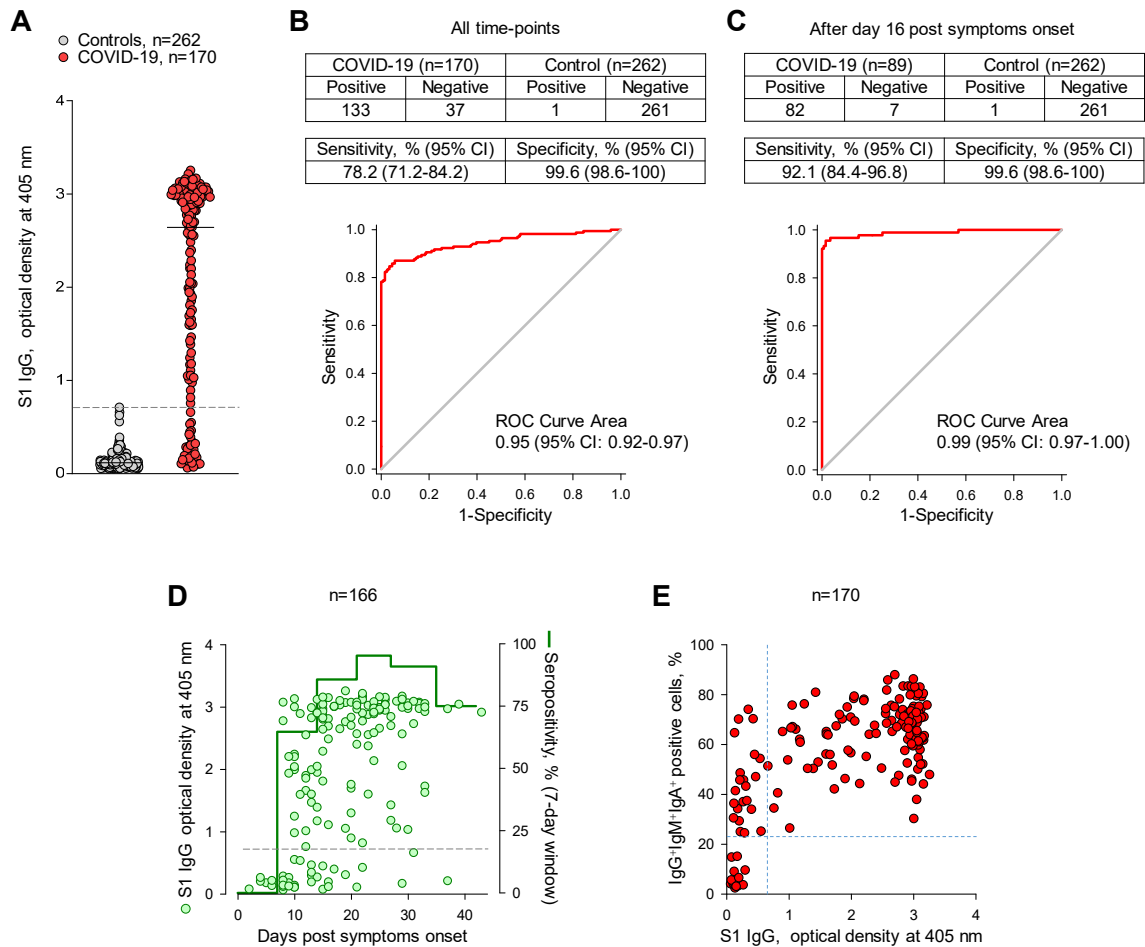 A
Controls, n=262
COVID-19, n=170
S1 IgG, optical density at 405 nm
4
3
2
1
0
B
All time-points
COVID-19 (n=170) Control (n=262)
Positive Negative Positive Negative
133 37 1 261
Sensitivity, % (95% CI) Specificity, % (95% CI)
78.2 (71.2-84.2) 99.6 (98.6-100)
Sensitivity
1.0
0.8
0.6
0.4
0.2
0.0
ROC Curve Area
0.95 (95% CI: 0.92-0.97)
0.0 0.2 0.4 0.6 0.8 1.0
1-Specificity
C
After day 16 post symptoms onset
COVID-19 (n=89) Control (n=262)
Positive Negative Positive Negative
82 7 1 261
Sensitivity, % (95% CI) Specificity, % (95% CI)
92.1 (84.4-96.8) 99.6 (98.6-100)
Sensitivity
1.0
0.8
0.6
0.4
0.2
0.0
ROC Curve Area
0.99 (95% CI: 0.97-1.00)
0.0 0.2 0.4 0.6 0.8 1.0
1-Specificity
D
n=166
S1 IgG optical density at 405 nm
4
3
2
1
0
100
75
50
25
0
Seropositivity, % (7-day window)
0 10 20 30 40
Days post symptoms onset
E
n=170
IgG⁺IgM⁺IgA⁺ positive cells, %
100
80
60
40
20
0
0 1 2 3 4
S1 IgG, optical density at 405 nm